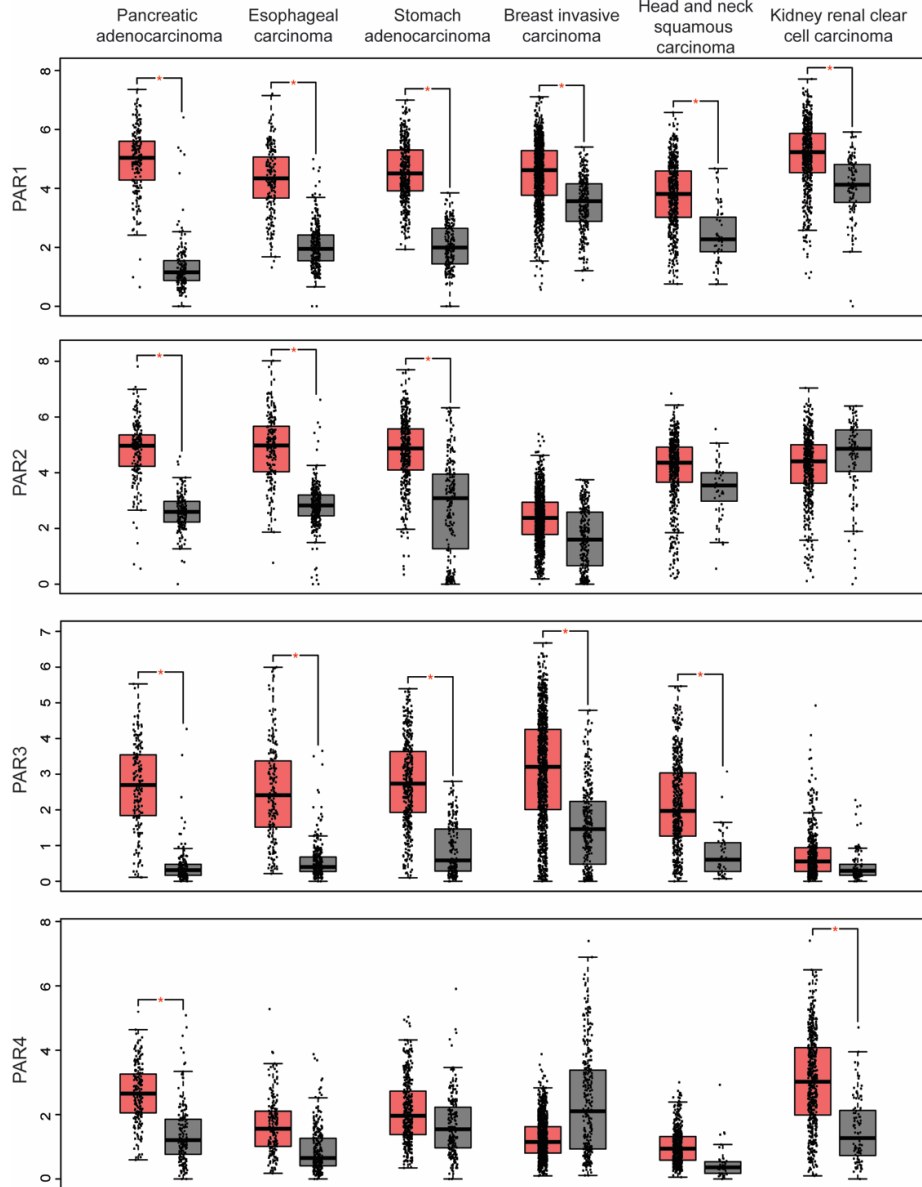 Pancreatic
adenocarcinoma
Esophageal
carcinoma
Stomach
adenocarcinoma
Breast invasive
carcinoma
Head and neck
squamous
carcinoma
Kidney renal clear
cell carcinoma
PAR1
8
6
4
2
0
*
*
*
*
*
*
PAR2
8
6
4
2
0
*
*
*
PAR3
7
6
5
4
3
2
1
0
*
*
*
*
*
PAR4
8
6
4
2
0
*
*